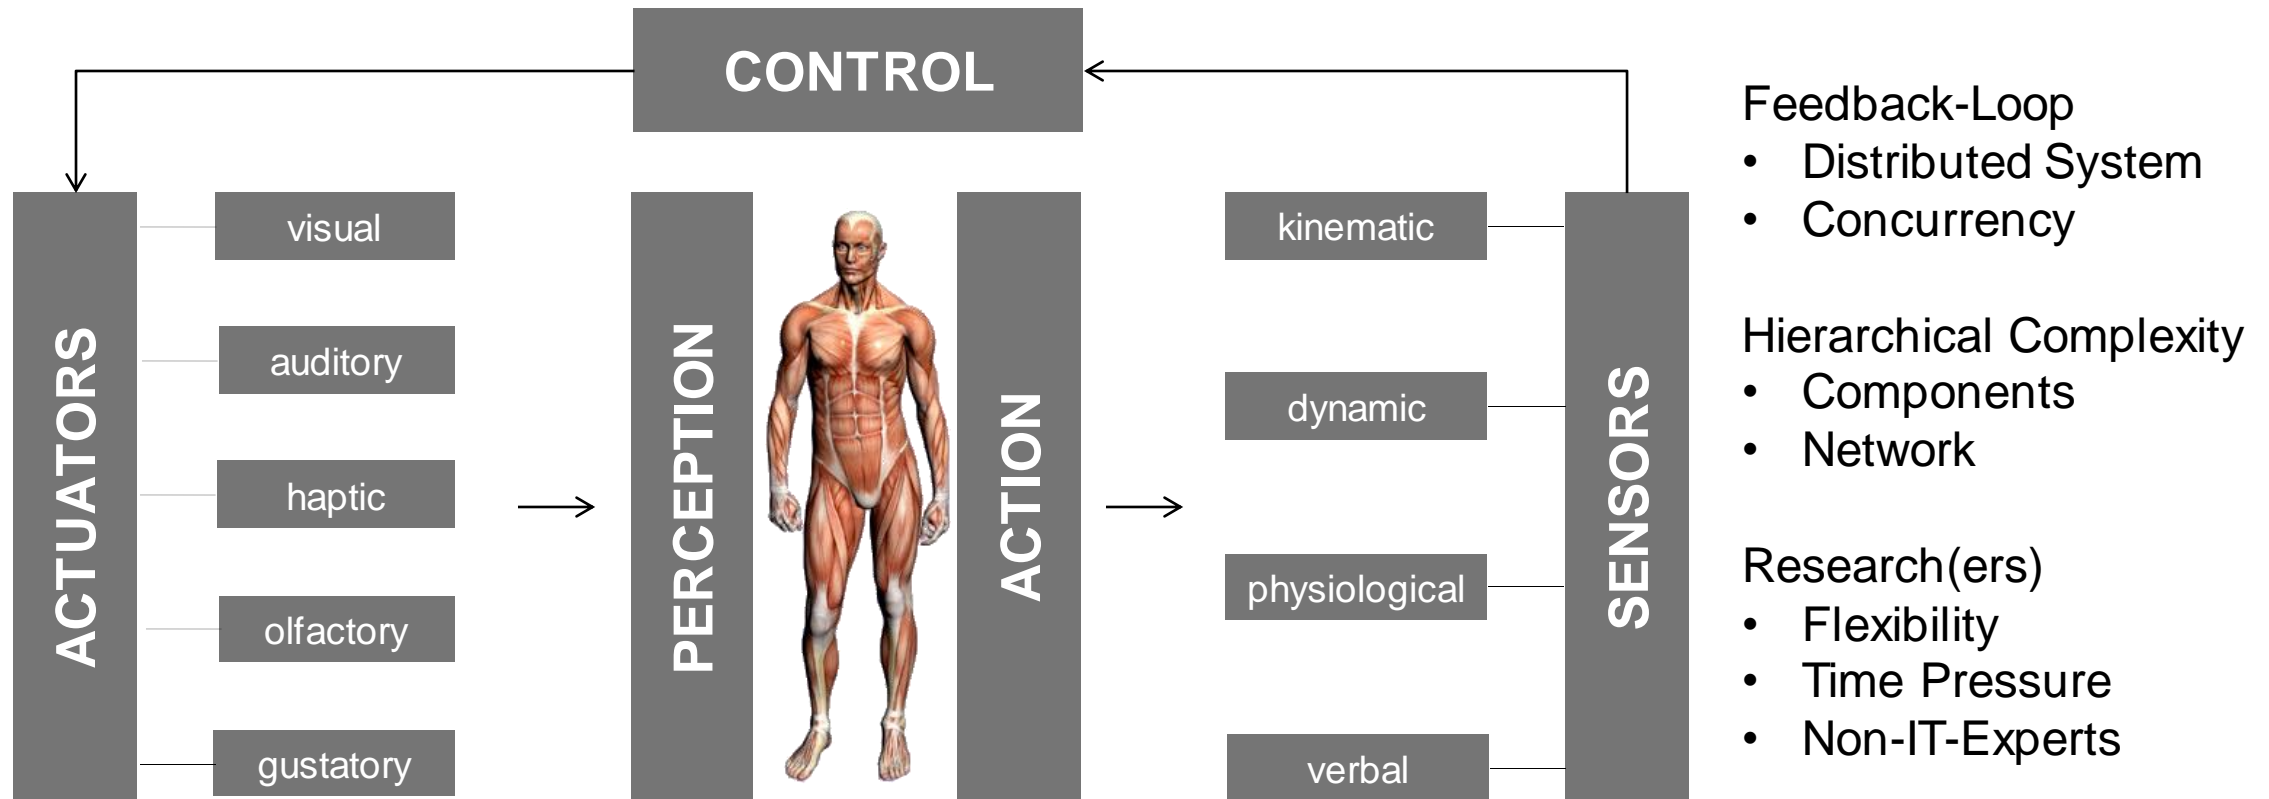 CONTROL
ACTUATORS
visual
auditory
haptic
olfactory
gustatory
PERCEPTION
ACTION
kinematic
dynamic
physiological
verbal
SENSORS
Feedback-Loop
• Distributed System
• Concurrency
Hierarchical Complexity
• Components
• Network
Research(ers)
• Flexibility
• Time Pressure
• Non-IT-Experts